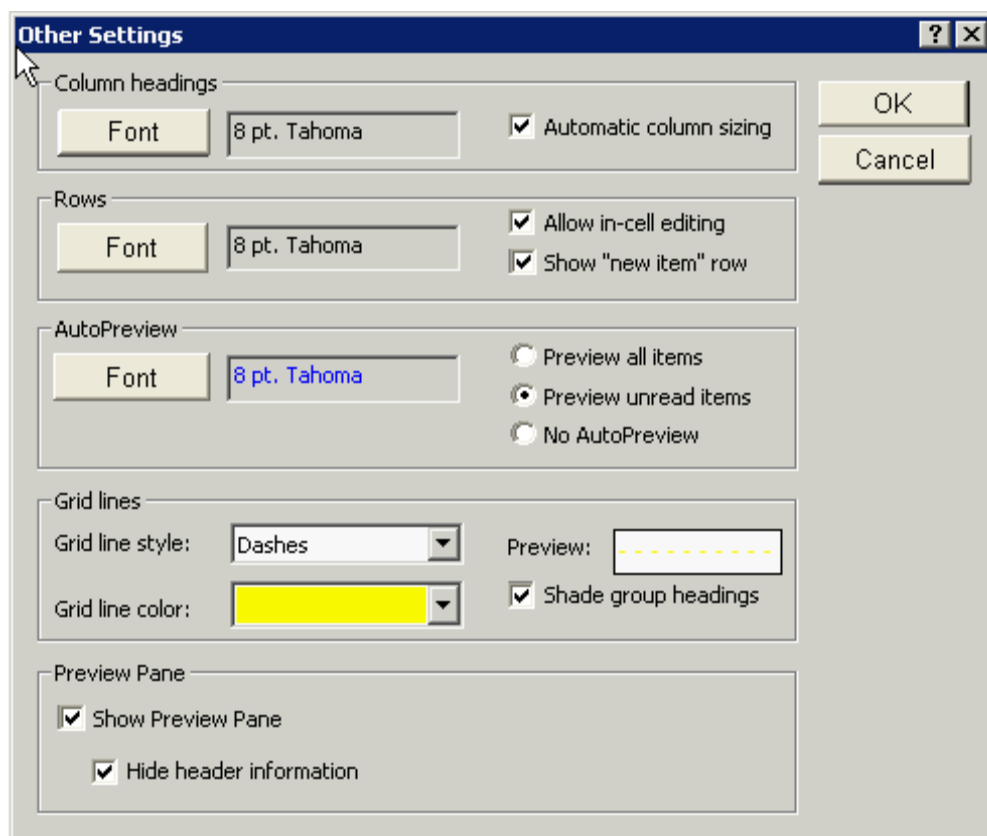 Other Settings
Column headings
Font
8 pt. Tahoma
Automatic column sizing
OK
Cancel
Rows
Font
8 pt. Tahoma
Allow in-cell editing
Show "new item" row
AutoPreview
Font
8 pt. Tahoma
Preview all items
Preview unread items
No AutoPreview
Grid lines
Grid line style:
Dashes
Preview:
Grid line color:
Shade group headings
Preview Pane
Show Preview Pane
Hide header information